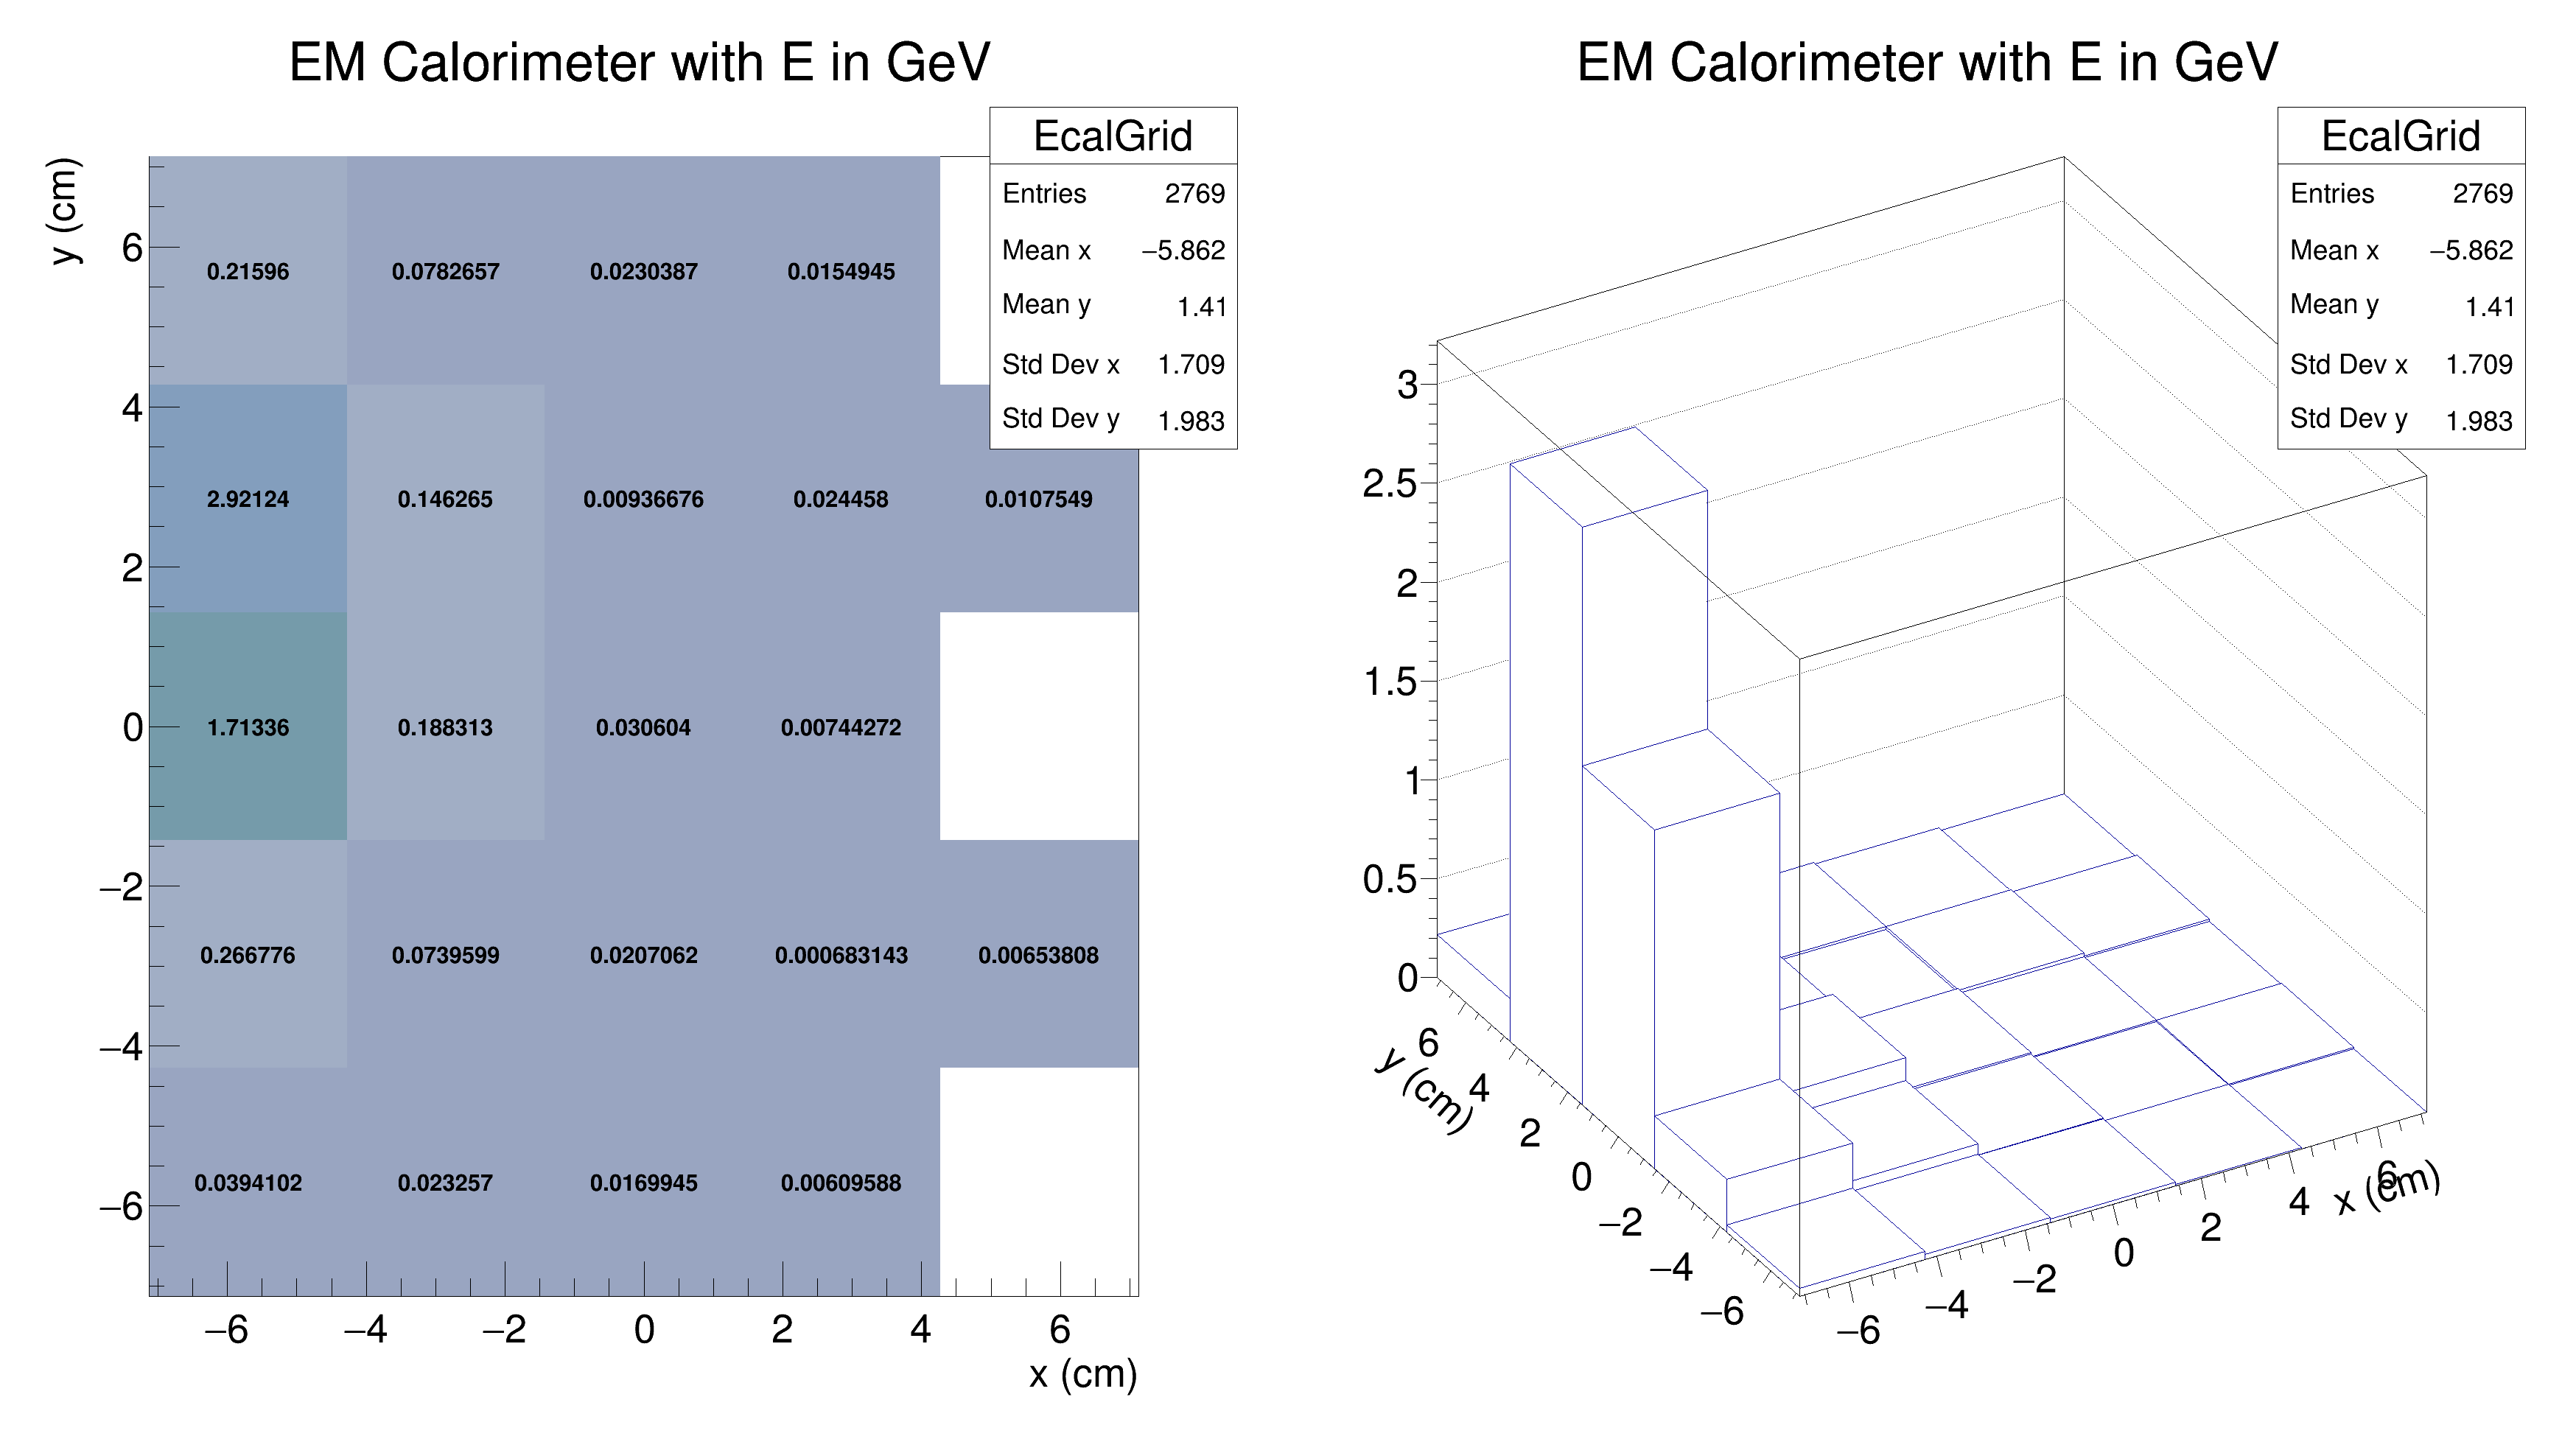 EM Calorimeter with E in GeV
EcalGrid
Entries 2769
Mean x −5.862
Mean y 1.41
Std Dev x 1.709
Std Dev y 1.983
y (cm)
6
4
2
0
−2
−4
−6
0.21596 0.0782657 0.0230387 0.0154945
2.92124 0.146265 0.00936676 0.024458 0.0107549
1.71336 0.188313 0.030604 0.00744272
0.266776 0.0739599 0.0207062 0.000683143 0.00653808
0.0394102 0.023257 0.0169945 0.00609588
−6 −4 −2 0 2 4 6
x (cm)
EM Calorimeter with E in GeV
EcalGrid
Entries 2769
Mean x −5.862
Mean y 1.41
Std Dev x 1.709
Std Dev y 1.983
3
2.5
2
1.5
1
0.5
0
6
4
2
0
−2
−4
−6
y (cm)
−6
−4
−2
0
2
4
6
x (cm)